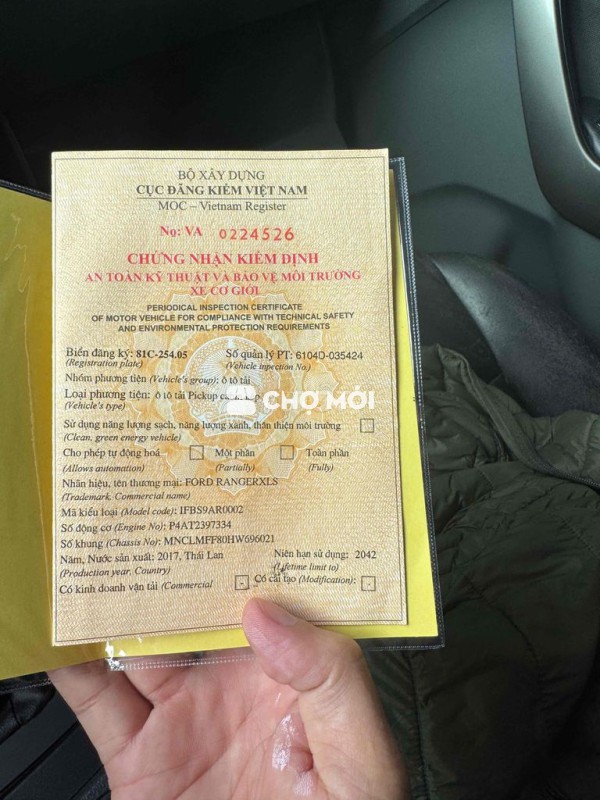 BỘ XÂY DỰNG
CỤC ĐĂNG KIỂM VIỆT NAM
MOC – Vietnam Register
No: VA 0224526
CHỨNG NHẬN KIỂM ĐỊNH
AN TOÀN KỸ THUẬT VÀ BẢO VỆ MÔI TRƯỜNG
XE CƠ GIỚI
PERIODICAL INSPECTION CERTIFICATE
OF MOTOR VEHICLE FOR COMPLIANCE WITH TECHNICAL SAFETY
AND ENVIRONMENTAL PROTECTION REQUIREMENTS
Biển đăng ký: 81C-254.05 Số quản lý PT: 6104D-035424
(Registration plate) (Vehicle inpection No.)
Nhóm phương tiện (Vehicle's group): ô tô tải
Loại phương tiện: ô tô tải Pickup
(Vehicle's type)
CHỢ MỚI
Sử dụng năng lượng sạch, năng lượng xanh, thân thiện môi trường
(Clean, green energy vehicle)
Cho phép tự động hoá Một phần Toàn phần
(Allows automation) (Partially) (Fully)
Nhãn hiệu, tên thương mại: FORD RANGERXLS
(Trademark, Commercial name)
Mã kiểu loại (Model code): IFBS9AR0002
Số động cơ (Engine No): P4AT2397334
Số khung (Chassis No): MNCLMFF80HW696021
Năm, Nước sản xuất: 2017, Thái Lan Niên hạn sử dụng: 2042
(Production year, Country) (Lifetime limit to)
Có kinh doanh vận tải (Commercial Có cải tạo (Modification):